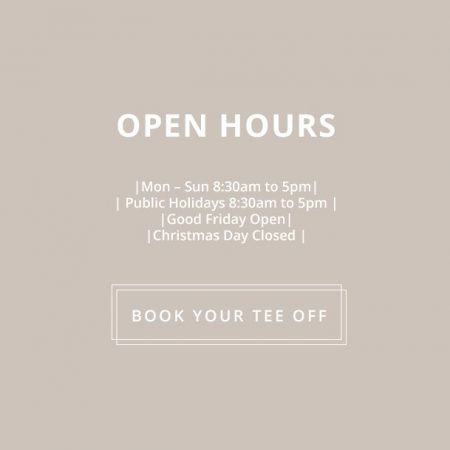 OPEN HOURS
|Mon – Sun 8:30am to 5pm|
| Public Holidays 8:30am to 5pm |
|Good Friday Open|
|Christmas Day Closed |
BOOK YOUR TEE OFF